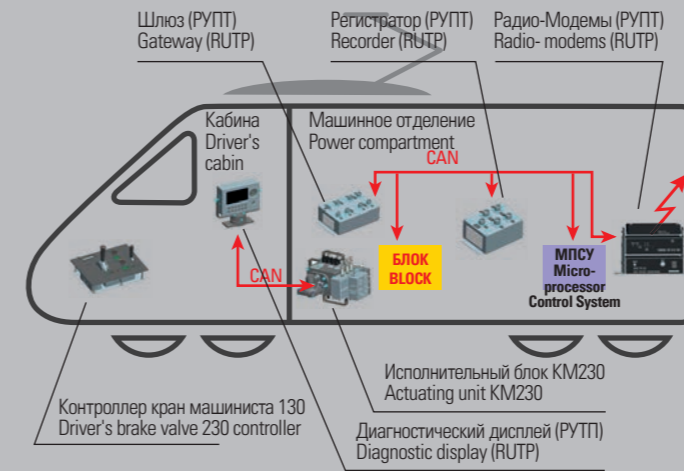 Шлюз (РУПТ)
Gateway (RUTP)
Регистратор (РУПТ)
Recorder (RUTP)
Радио-Модемы (РУПТ)
Radio- modems (RUTP)
Кабина
Driver's
cabin
Машинное отделение
Power compartment
CAN
CAN
БЛОК
BLOCK
МПСУ
Micro-
processor
Control System
Исполнительный блок КМ230
Actuating unit KM230
Контроллер кран машиниста 130
Driver's brake valve 230 controller
Диагностический дисплей (РУТП)
Diagnostic display (RUTP)